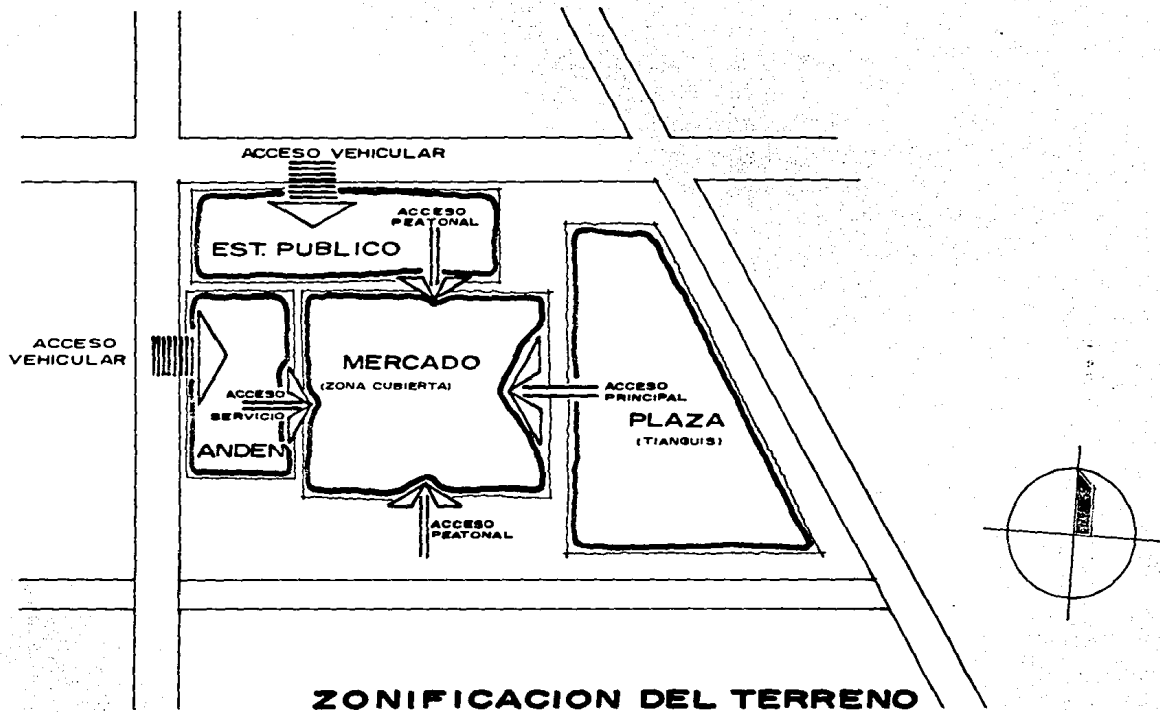 ACCESO VEHICULAR
ACCESO
PEATONAL
EST. PUBLICO
ACCESO
VEHICULAR
MERCADO
(ZONA CUBIERTA)
ACCESO
SERVICIO
ANDEN
ACCESO
PRINCIPAL
PLAZA
(TIANGUIS)
ACCESO
PEATONAL
ZONIFICACION DEL TERRENO